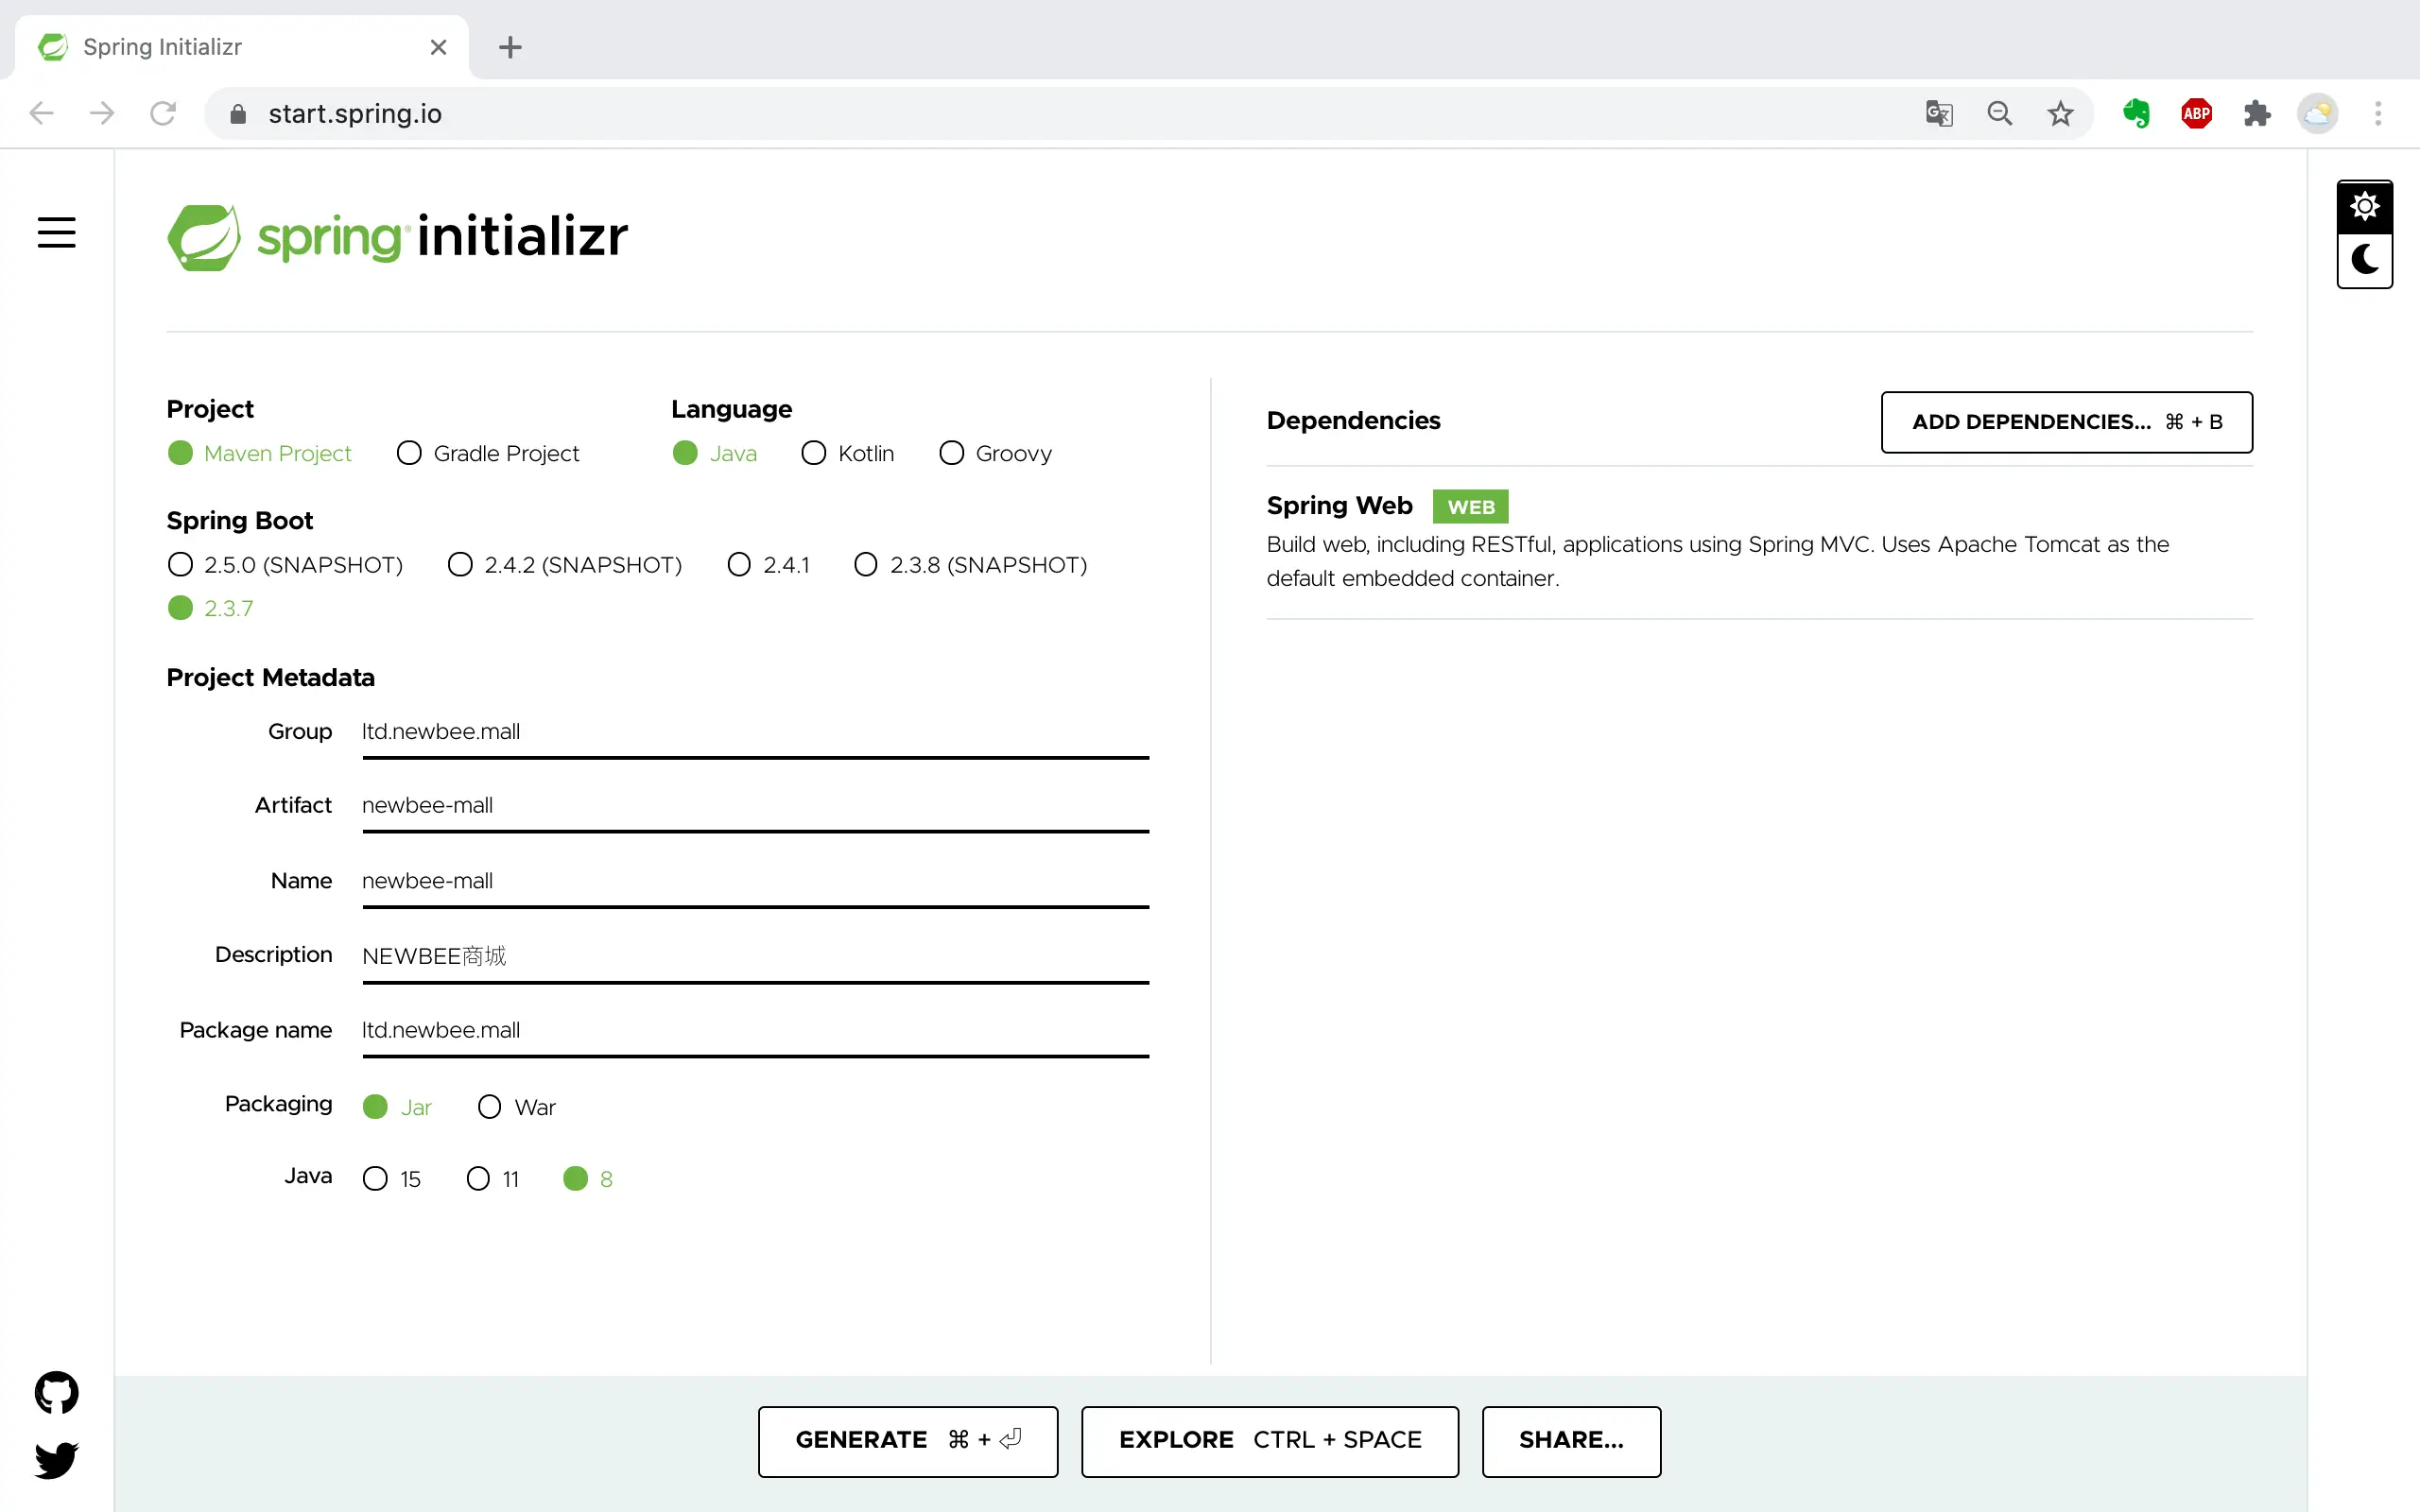 Spring Initializr
start.spring.io
ABP
spring® initializr
Project
Maven Project Gradle Project
Language
Java Kotlin Groovy
Spring Boot
2.5.0 (SNAPSHOT) 2.4.2 (SNAPSHOT) 2.4.1 2.3.8 (SNAPSHOT)
2.3.7
Project Metadata
Group ltd.newbee.mall
Artifact newbee-mall
Name newbee-mall
Description NEWBEE商城
Package name ltd.newbee.mall
Packaging Jar War
Java 15 11 8
Dependencies ADD DEPENDENCIES... ⌘ + B
Spring Web WEB
Build web, including RESTful, applications using Spring MVC. Uses Apache Tomcat as the
default embedded container.
GENERATE ⌘ + ⏎ EXPLORE CTRL + SPACE SHARE...